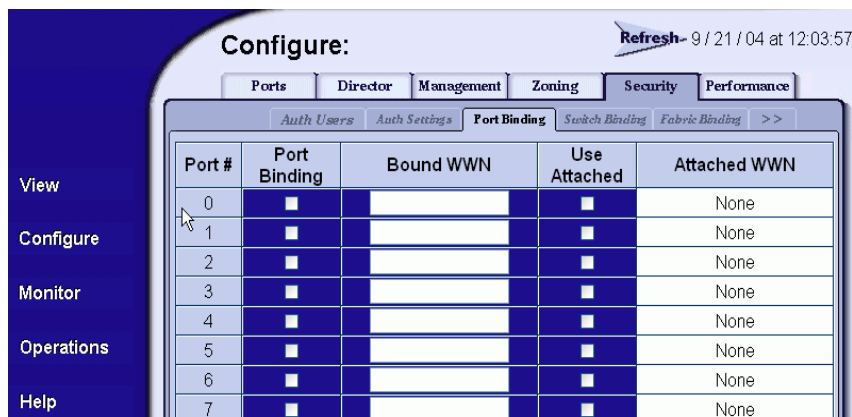 Configure:
Refresh - 9 / 21 / 04 at 12:03:57
Ports Director Management Zoning Security Performance
Auth Users Auth Settings Port Binding Switch Binding Fabric Binding >>
Port # Port Binding Bound WWN Use Attached Attached WWN
0 None
1 None
2 None
3 None
4 None
5 None
6 None
7 None
View
Configure
Monitor
Operations
Help